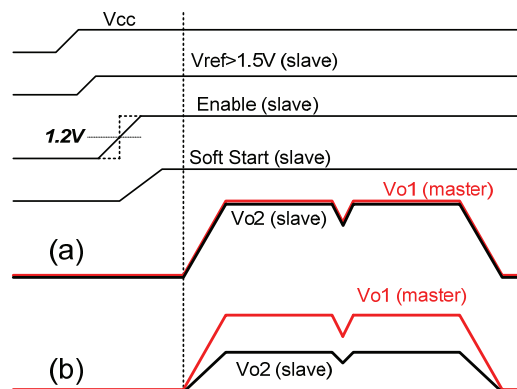 Vcc
Vref>1.5V (slave)
Enable (slave)
1.2V
Soft Start (slave)
Vo1 (master)
Vo2 (slave)
(a)
Vo1 (master)
Vo2 (slave)
(b)